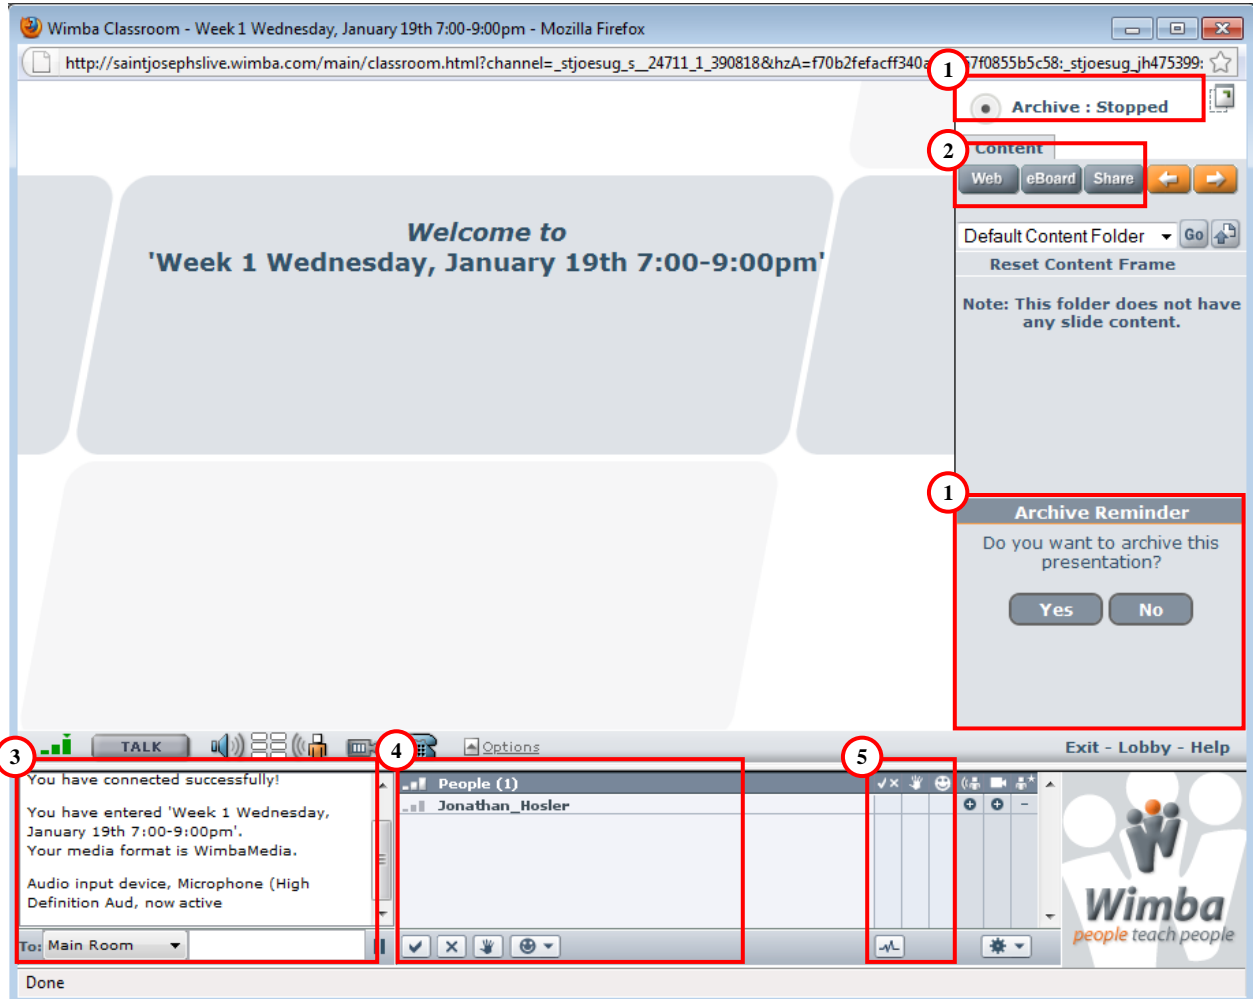 Wimba Classroom - Week 1 Wednesday, January 19th 7:00-9:00pm - Mozilla Firefox
http://saintjosephslive.wimba.com/main/classroom.html?channel=_stjoesug_s__24711_1_390818&hzA=f70b2fefacff340 57f0855b5c58:_stjoesug_jh475399:
1
Archive : Stopped
2
Content
Web eBoard Share
Default Content Folder Go
Reset Content Frame
Note: This folder does not have
any slide content.
Welcome to
'Week 1 Wednesday, January 19th 7:00-9:00pm'
1
Archive Reminder
Do you want to archive this
presentation?
Yes No
TALK
Options
Exit - Lobby - Help
3
You have connected successfully!
You have entered 'Week 1 Wednesday,
January 19th 7:00-9:00pm'.
Your media format is WimbaMedia.
Audio input device, Microphone (High
Definition Aud, now active
To: Main Room
4
People (1)
Jonathan_Hosler
5
Wimba
people teach people
Done